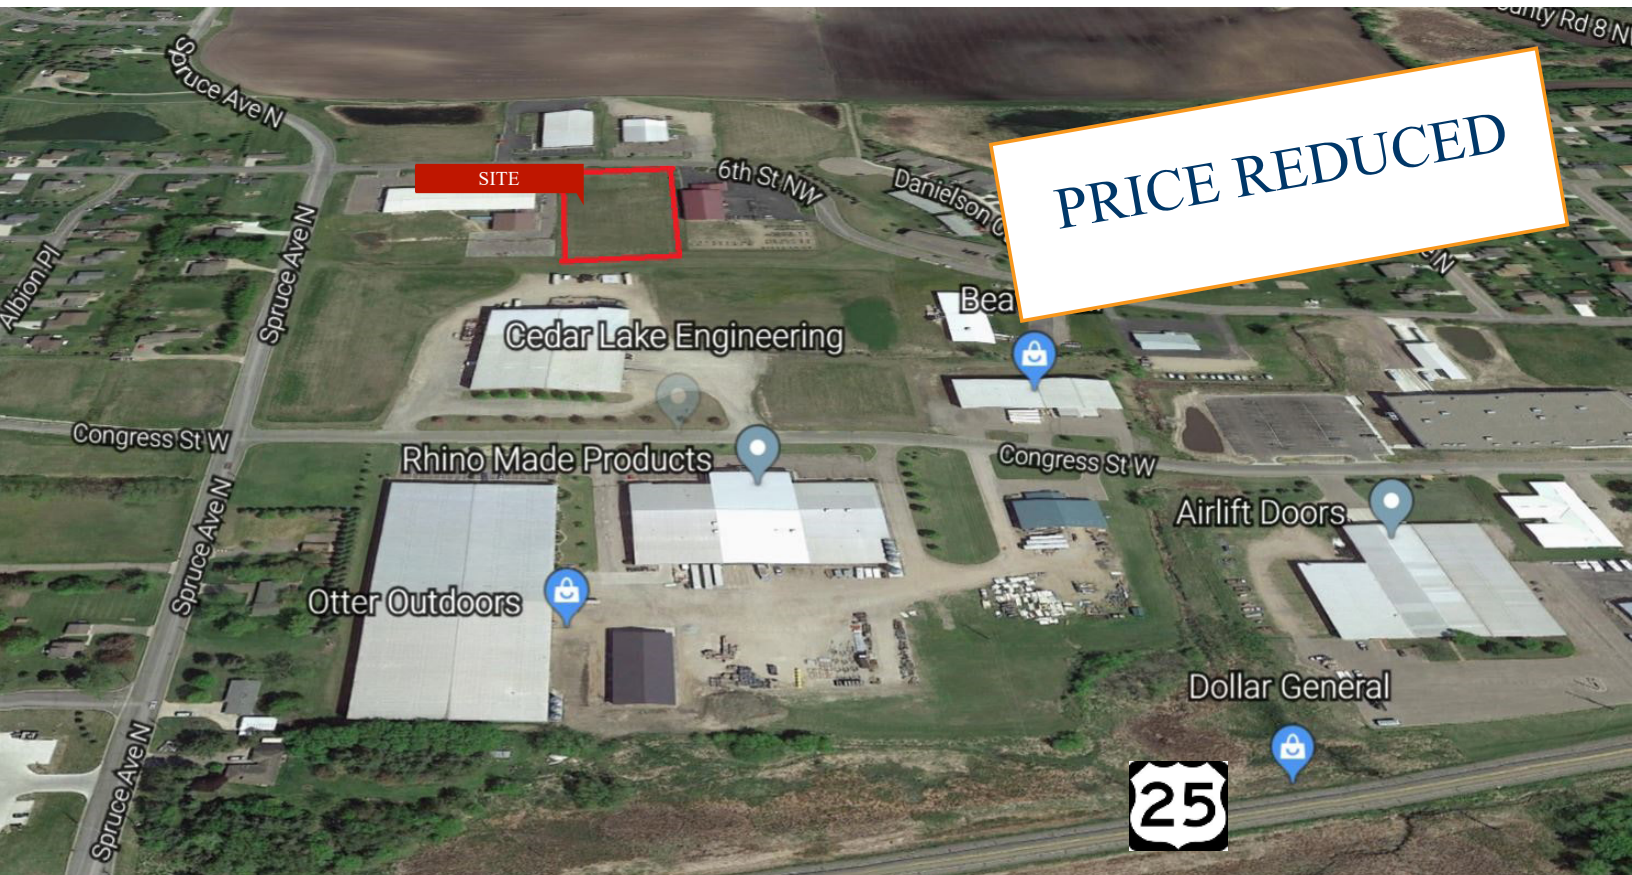 Spruce Ave N
PRICE REDUCED
SITE
6th St NW
Danielson
Spruce Ave N
Albion Pl
Cedar Lake Engineering
Congress St W
Rhino Made Products
Congress St W
Airlift Doors
Spruce Ave N
Otter Outdoors
Dollar General
25
Spruce Ave N